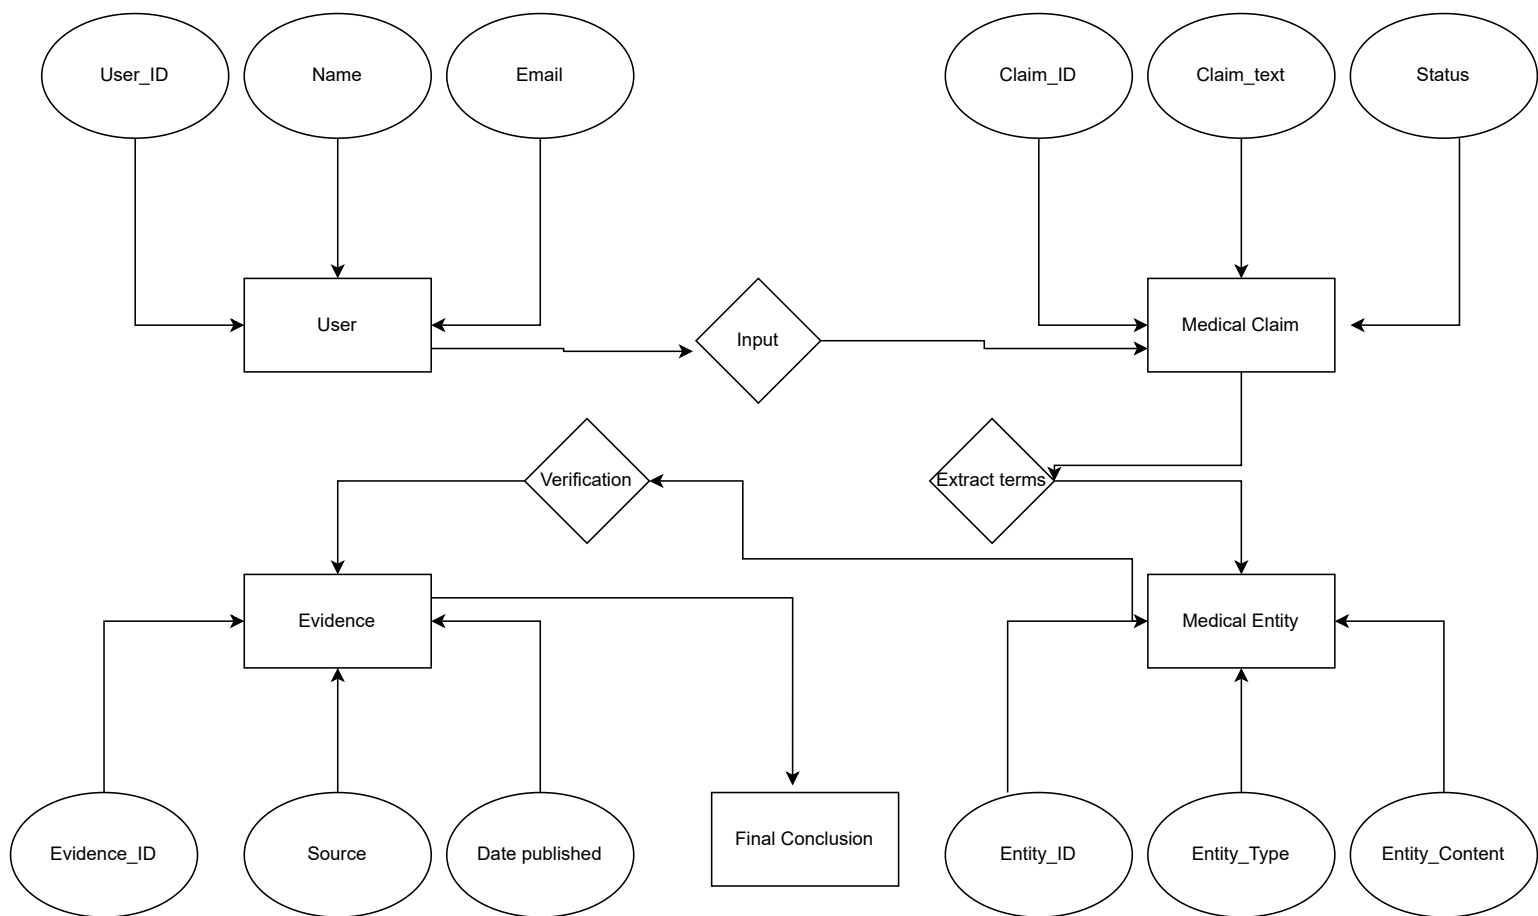 User_ID
Name
Email
Claim_ID
Claim_text
Status
User
Input
Medical Claim
Verification
Extract terms
Evidence
Medical Entity
Final Conclusion
Evidence_ID
Source
Date published
Entity_ID
Entity_Type
Entity_Content